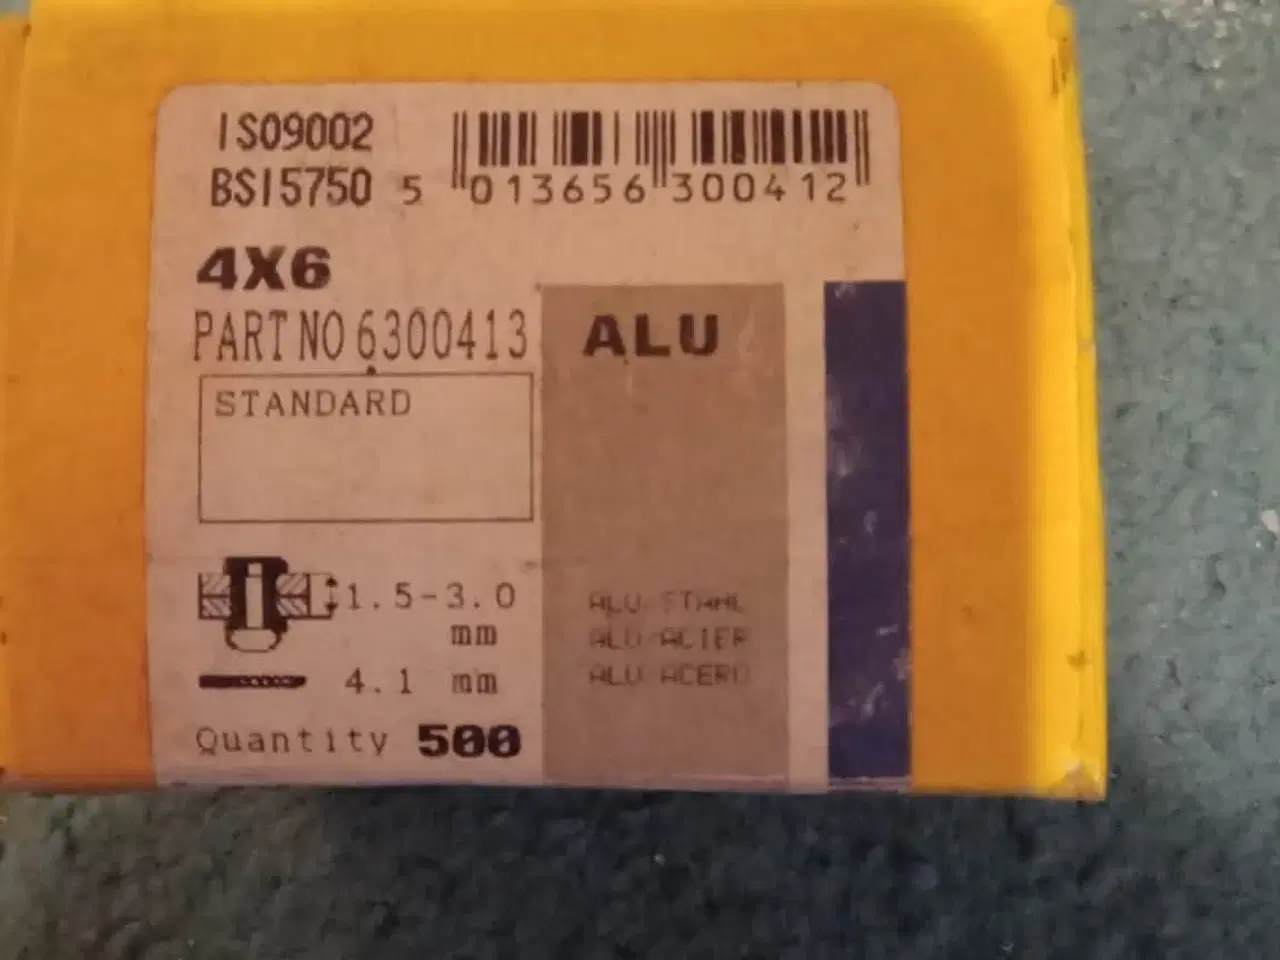 ISO9002
BSI5750
5 013656 300412
4X6
PART NO 6300413
ALU
STANDARD
1.5-3.0
mm
4.1 mm
Quantity 500
ALU/STAHL
ALU/ACIER
ALU/ACERO